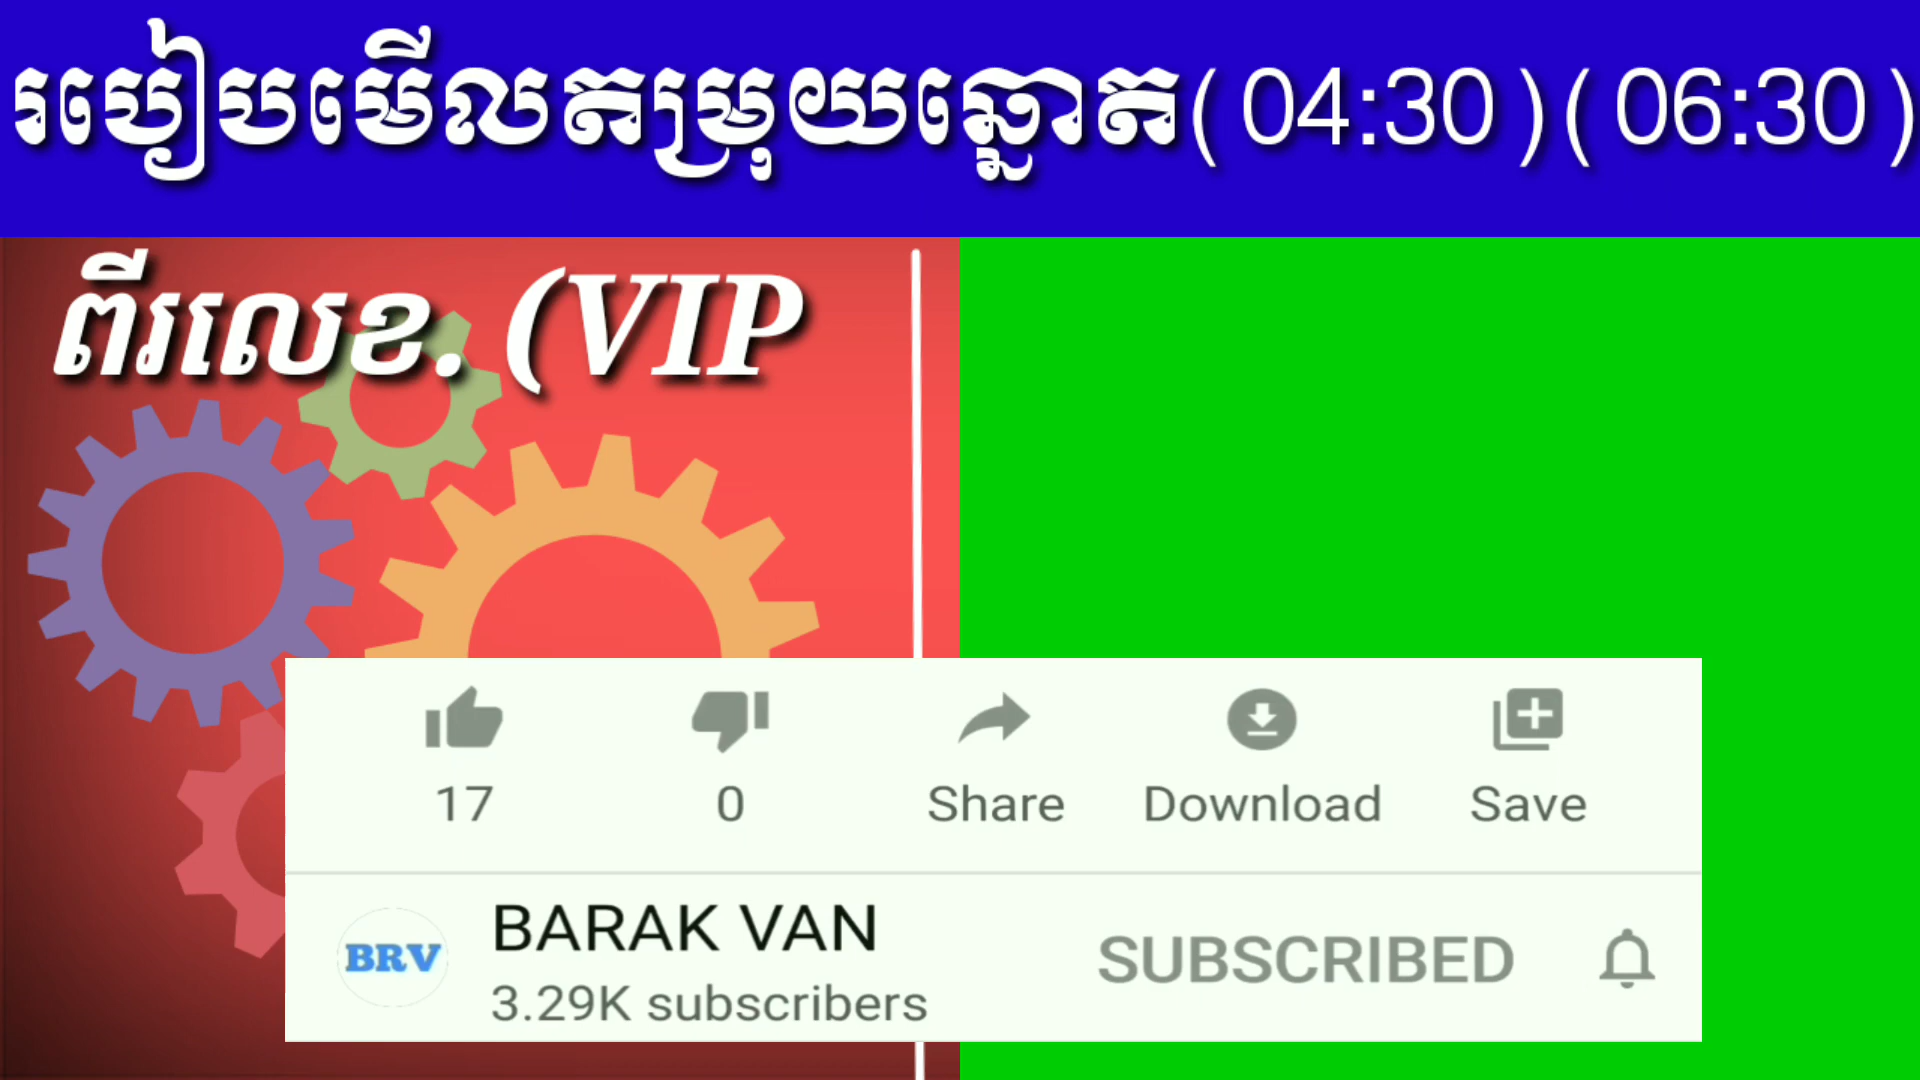 របៀបមើលតម្រុយឆ្នោត( 04:30 )( 06:30 )
ពីរលេខ. (VIP
17
0
Share
Download
Save
BRV
BARAK VAN
3.29K subscribers
SUBSCRIBED